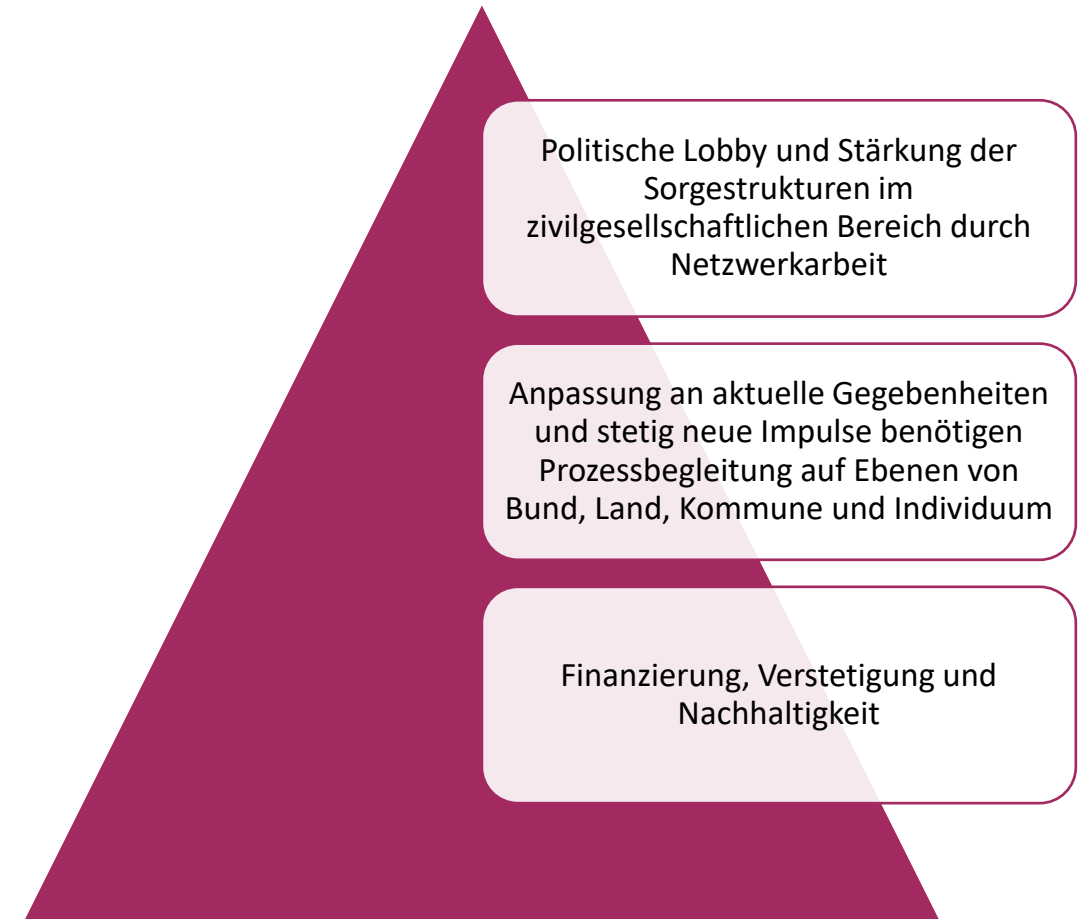 Politische Lobby und Stärkung der
Sorgestrukturen im
zivilgesellschaftlichen Bereich durch
Netzwerkarbeit
Anpassung an aktuelle Gegebenheiten
und stetig neue Impulse benötigen
Prozessbegleitung auf Ebenen von
Bund, Land, Kommune und Individuum
Finanzierung, Verstetigung und
Nachhaltigkeit